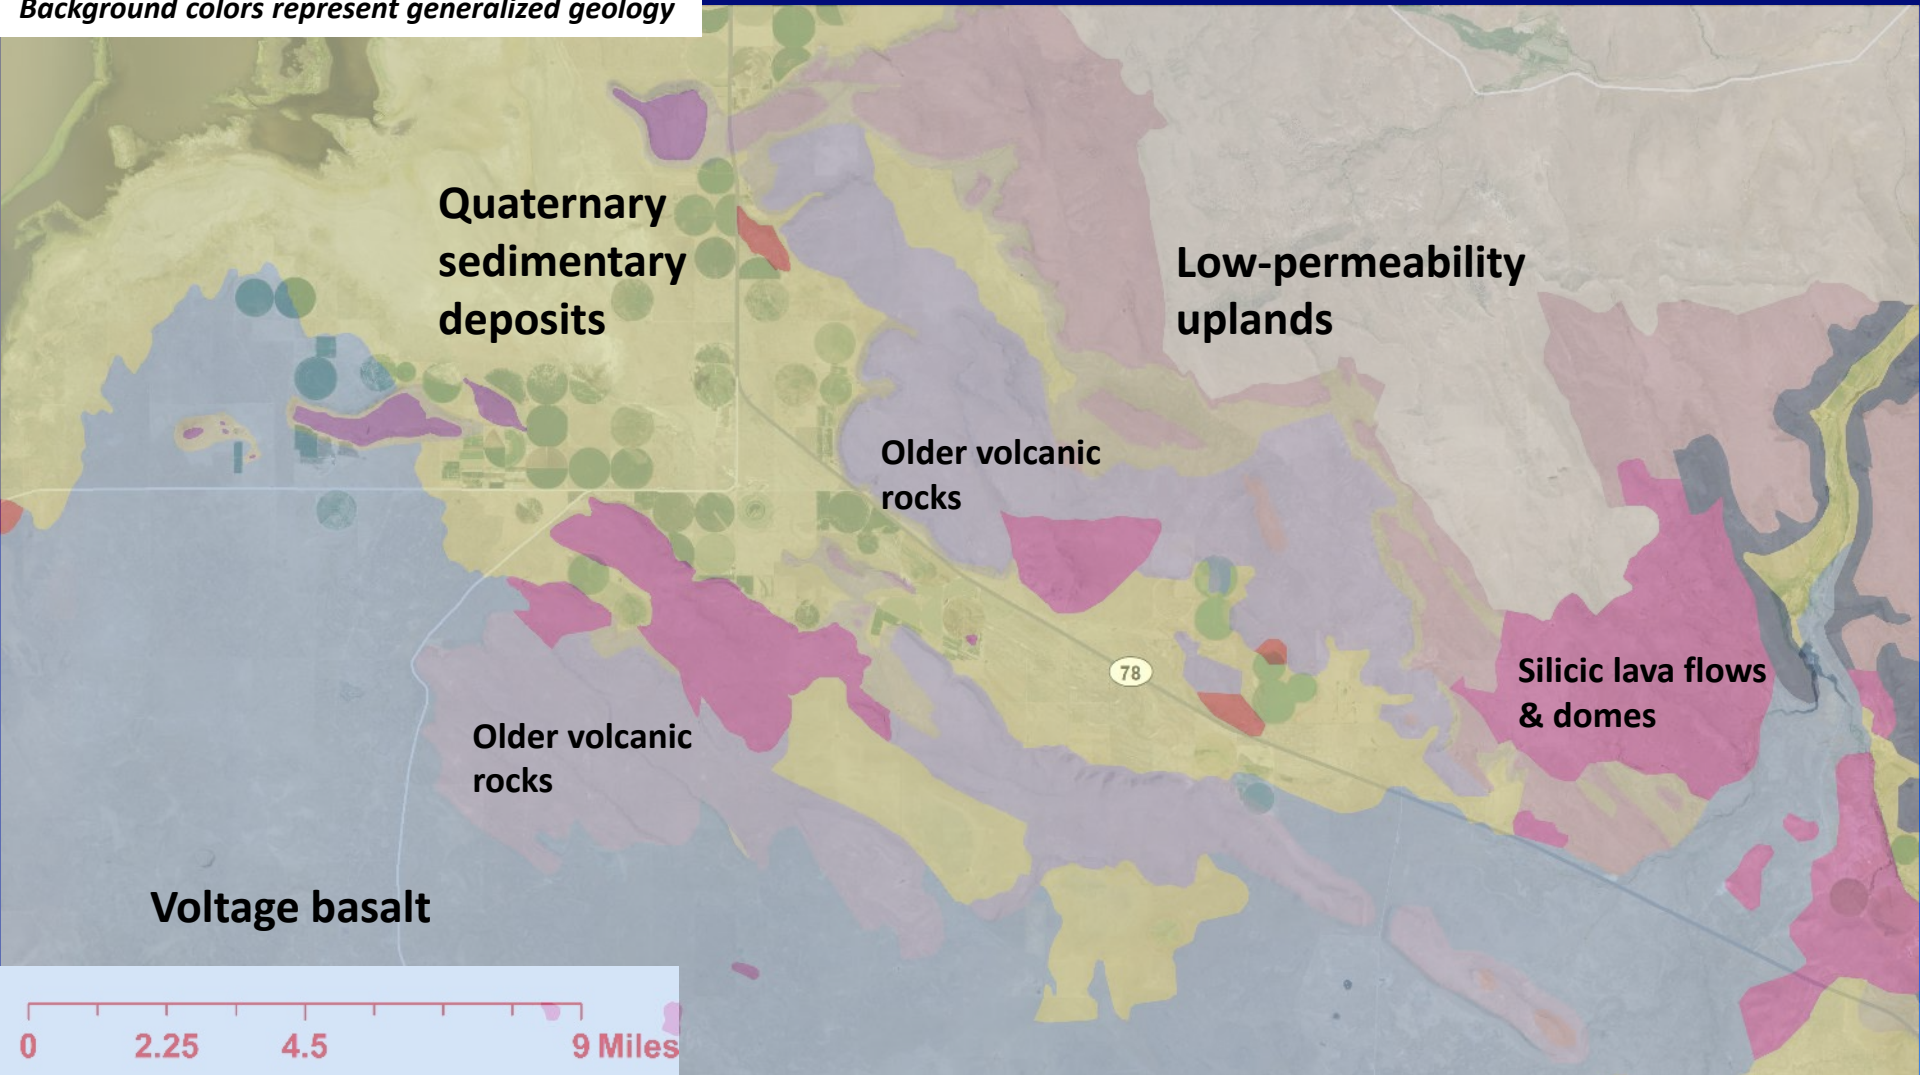 Background colors represent generalized geology
Quaternary
sedimentary
deposits
Low-permeability
uplands
Older volcanic
rocks
78
Silicic lava flows
& domes
Older volcanic
rocks
Voltage basalt
0 2.25 4.5 9 Miles